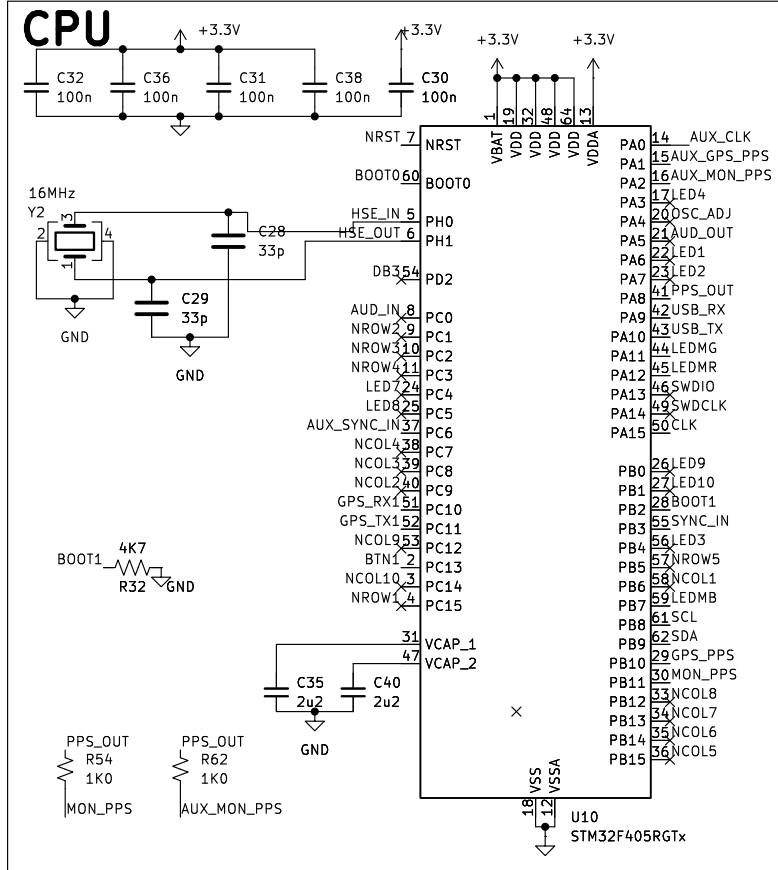 CPU
+3.3V
+3.3V
+3.3V
+3.3V
C32
100n
C36
100n
C31
100n
C38
100n
C30
100n
1 VBAT
19 VDD
32 VDD
48 VDD
64 VDD
13 VDDA
NRST 7 NRST
BOOT0 60 BOOT0
16MHz
Y2
3
2
4
1
GND
C28
33p
C29
33p
GND
HSE_IN 5 PH0
HSE_OUT 6 PH1
DB3 54 PD2
AUD_IN 8 PC0
NROW2 9 PC1
NROW3 10 PC2
NROW4 11 PC3
LED7 24 PC4
LED8 25 PC5
AUX_SYNC_IN 37 PC6
NCOL4 38 PC7
NCOL3 39 PC8
NCOL2 40 PC9
GPS_RX1 51 PC10
GPS_TX1 52 PC11
NCOL9 53 PC12
BTN1 2 PC13
NCOL10 3 PC14
NROW1 4 PC15
31 VCAP_1
47 VCAP_2
PA0 14 AUX_CLK
PA1 15 AUX_GPS_PPS
PA2 16 AUX_MON_PPS
PA3 17 LED4
PA4 20 OSC_ADJ
PA5 21 AUD_OUT
PA6 22 LED1
PA7 23 LED2
PA8 41 PPS_OUT
PA9 42 USB_RX
PA10 43 USB_TX
PA11 44 LEDMG
PA12 45 LEDMR
PA13 46 SWDIO
PA14 49 SWDCLK
PA15 50 CLK
PB0 26 LED9
PB1 27 LED10
PB2 28 BOOT1
PB3 55 SYNC_IN
PB4 56 LED3
PB5 57 NROW5
PB6 58 NCOL1
PB7 59 LEDMB
PB8 61 SCL
PB9 62 SDA
PB10 29 GPS_PPS
PB11 30 MON_PPS
PB12 33 NCOL8
PB13 34 NCOL7
PB14 35 NCOL6
PB15 36 NCOL5
BOOT1
4K7
R32
GND
C35
2u2
C40
2u2
GND
PPS_OUT
R54
1K0
MON_PPS
PPS_OUT
R62
1K0
AUX_MON_PPS
18 VSS
12 VSSA
U10
STM32F405RGTx